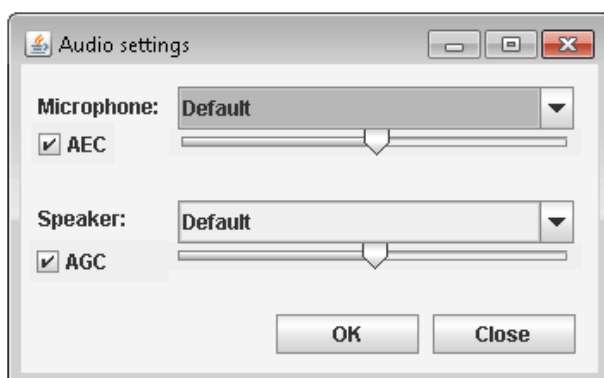 Audio settings
Microphone: Default
AEC
Speaker: Default
AGC
OK Close